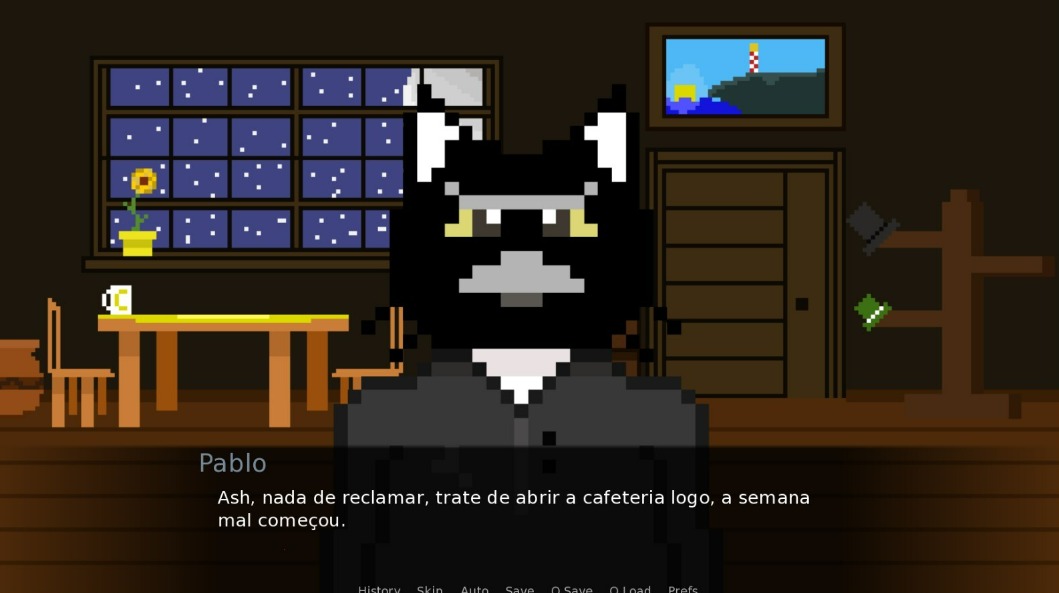 Pablo
Ash, nada de reclamar, trate de abrir a cafeteria logo, a semana
mal começou.
History Skip Auto Save Q.Save Q.Load Prefs